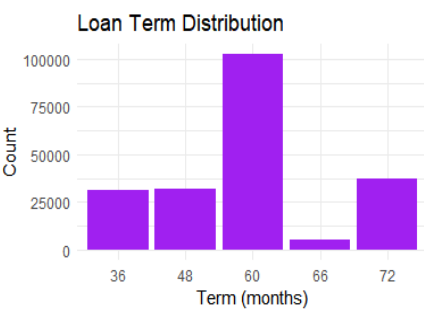 Loan Term Distribution
100000
75000
50000
25000
0
Count
36 48 60 66 72
Term (months)